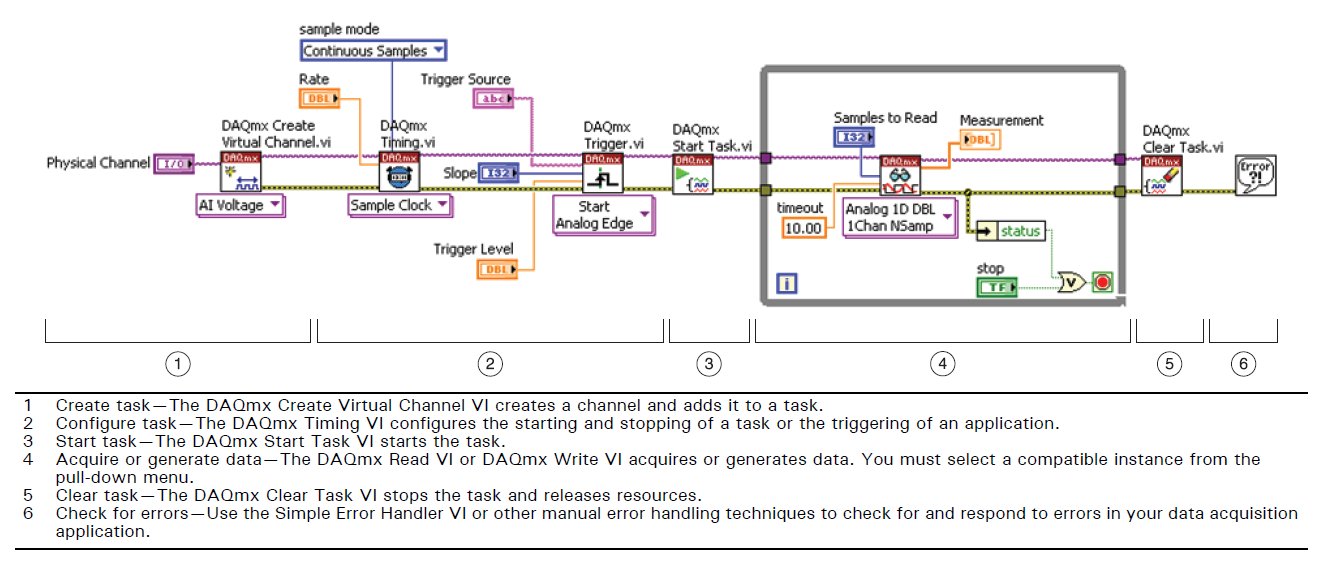 sample mode
Continuous Samples
Rate
DBL
Trigger Source
abc
DAQmx Create
Virtual Channel.vi
DAQmx
Timing.vi
DAQmx
Trigger.vi
DAQmx
Start Task.vi
Samples to Read
I32
Measurement
DBL]
DAQmx
Clear Task.vi
Physical Channel
I/O
DAQmx
DAQmx
DAQmx
DAQmx
DAQmx
DAQmx
Error
?!
Slope
I32
AI Voltage
Sample Clock
Start
Analog Edge
timeout
10.00
Analog 1D DBL
1Chan NSamp
status
Trigger Level
DBL
stop
TF
V
i
1
2
3
4
5
6
1 Create task—The DAQmx Create Virtual Channel VI creates a channel and adds it to a task.
2 Configure task—The DAQmx Timing VI configures the starting and stopping of a task or the triggering of an application.
3 Start task—The DAQmx Start Task VI starts the task.
4 Acquire or generate data—The DAQmx Read VI or DAQmx Write VI acquires or generates data. You must select a compatible instance from the
pull-down menu.
5 Clear task—The DAQmx Clear Task VI stops the task and releases resources.
6 Check for errors—Use the Simple Error Handler VI or other manual error handling techniques to check for and respond to errors in your data acquisition
application.